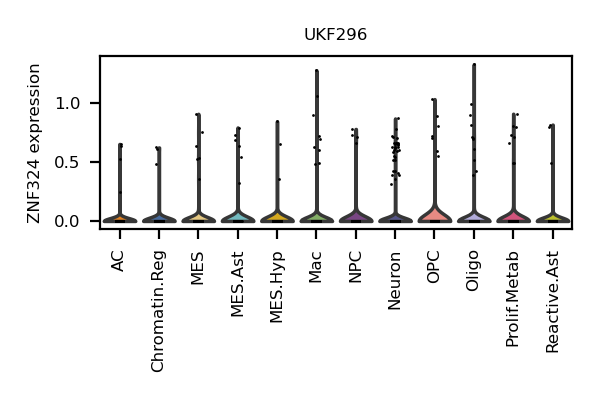 UKF296
ZNF324 expression
1.0
0.5
0.0
AC
Chromatin.Reg
MES
MES.Ast
MES.Hyp
Mac
NPC
Neuron
OPC
Oligo
Prolif.Metab
Reactive.Ast